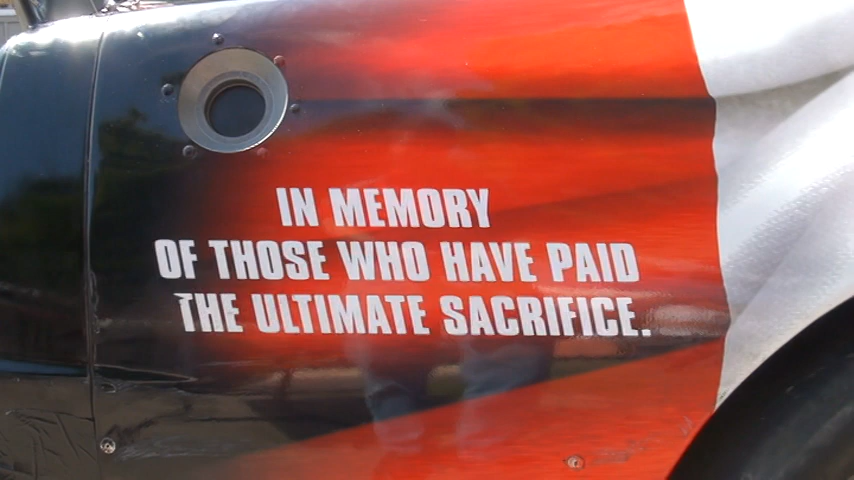 IN MEMORY
OF THOSE WHO HAVE PAID
THE ULTIMATE SACRIFICE.